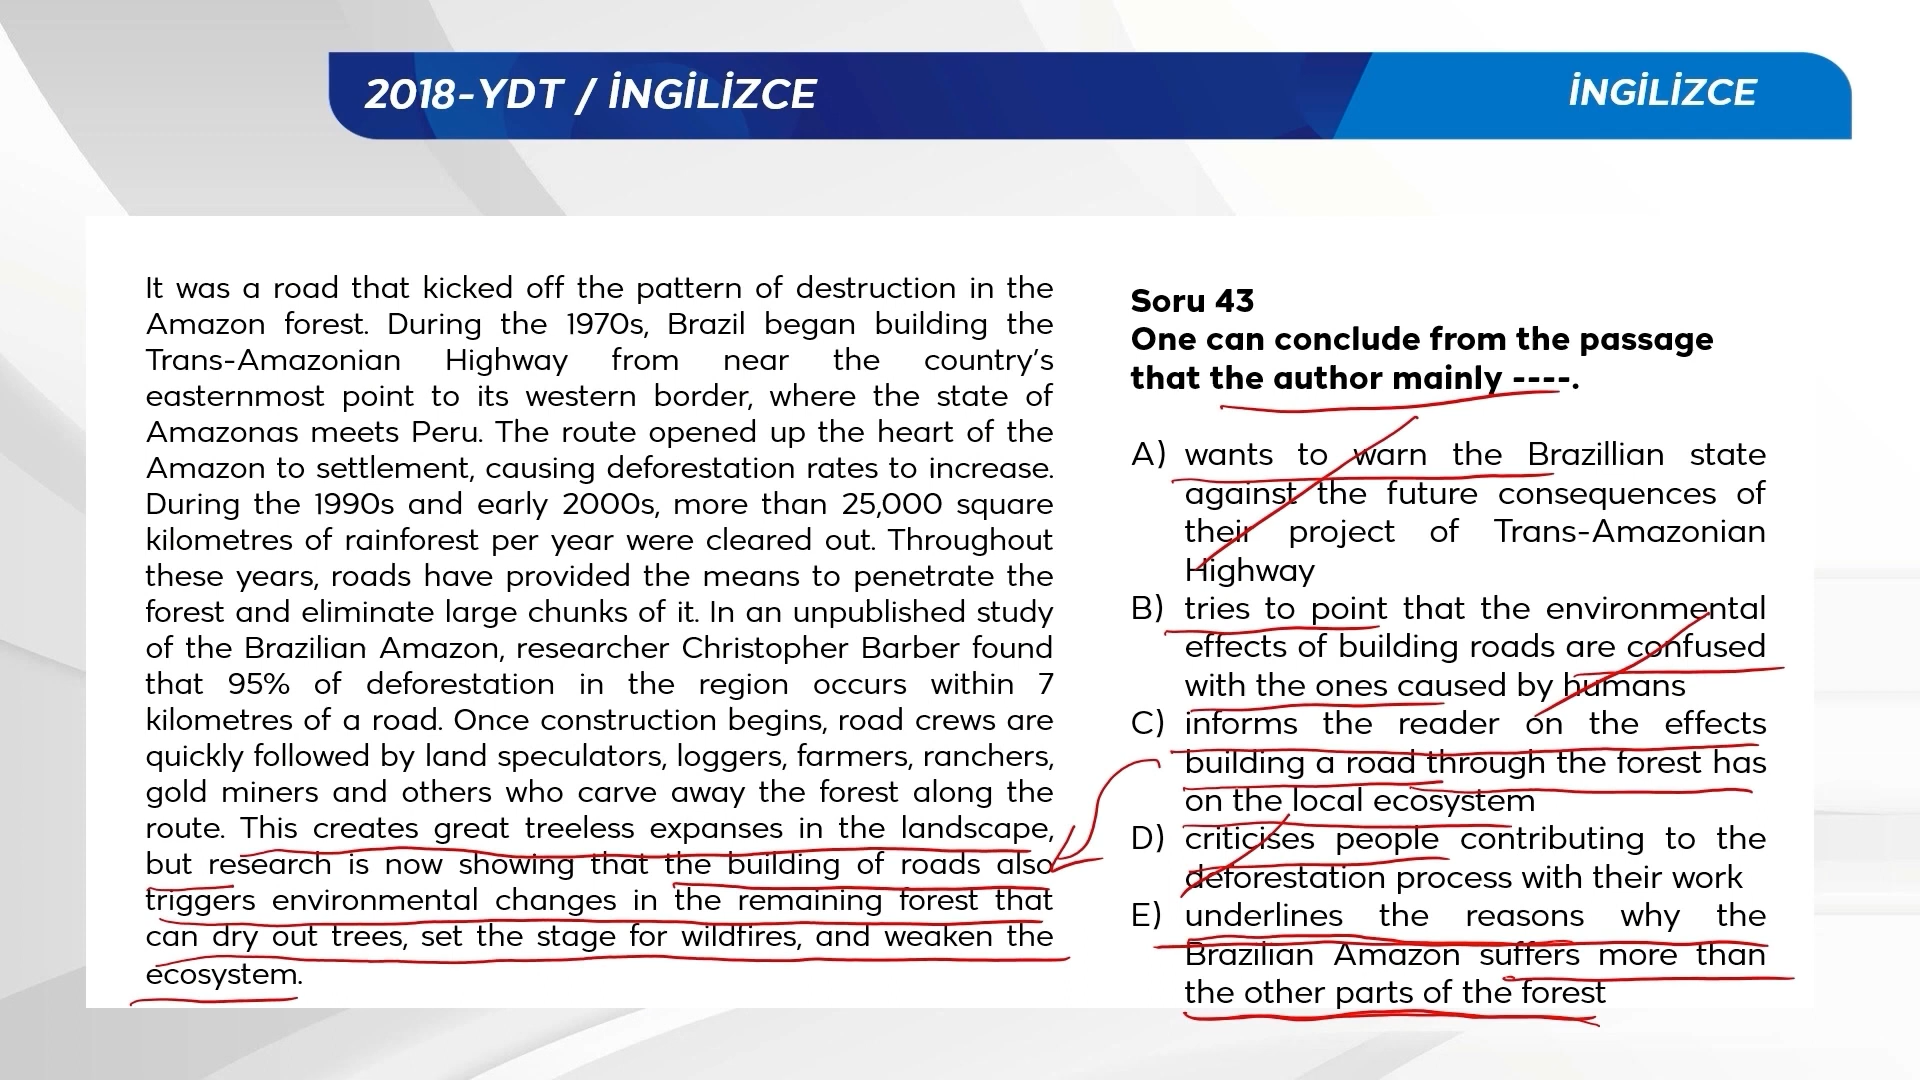 2018-YDT / İNGİLİZCE
İNGİLİZCE
It was a road that kicked off the pattern of destruction in the
Amazon forest. During the 1970s, Brazil began building the
Trans-Amazonian Highway from near the country's
easternmost point to its western border, where the state of
Amazonas meets Peru. The route opened up the heart of the
Amazon to settlement, causing deforestation rates to increase.
During the 1990s and early 2000s, more than 25,000 square
kilometres of rainforest per year were cleared out. Throughout
these years, roads have provided the means to penetrate the
forest and eliminate large chunks of it. In an unpublished study
of the Brazilian Amazon, researcher Christopher Barber found
that 95% of deforestation in the region occurs within 7
kilometres of a road. Once construction begins, road crews are
quickly followed by land speculators, loggers, farmers, ranchers,
gold miners and others who carve away the forest along the
route. This creates great treeless expanses in the landscape,
but research is now showing that the building of roads also
triggers environmental changes in the remaining forest that
can dry out trees, set the stage for wildfires, and weaken the
ecosystem.
Soru 43
One can conclude from the passage
that the author mainly ----.
A) wants to warn the Brazillian state
against the future consequences of
their project of Trans-Amazonian
Highway
B) tries to point that the environmental
effects of building roads are confused
with the ones caused by humans
C) informs the reader on the effects
building a road through the forest has
on the local ecosystem
D) criticises people contributing to the
deforestation process with their work
E) underlines the reasons why the
Brazilian Amazon suffers more than
the other parts of the forest